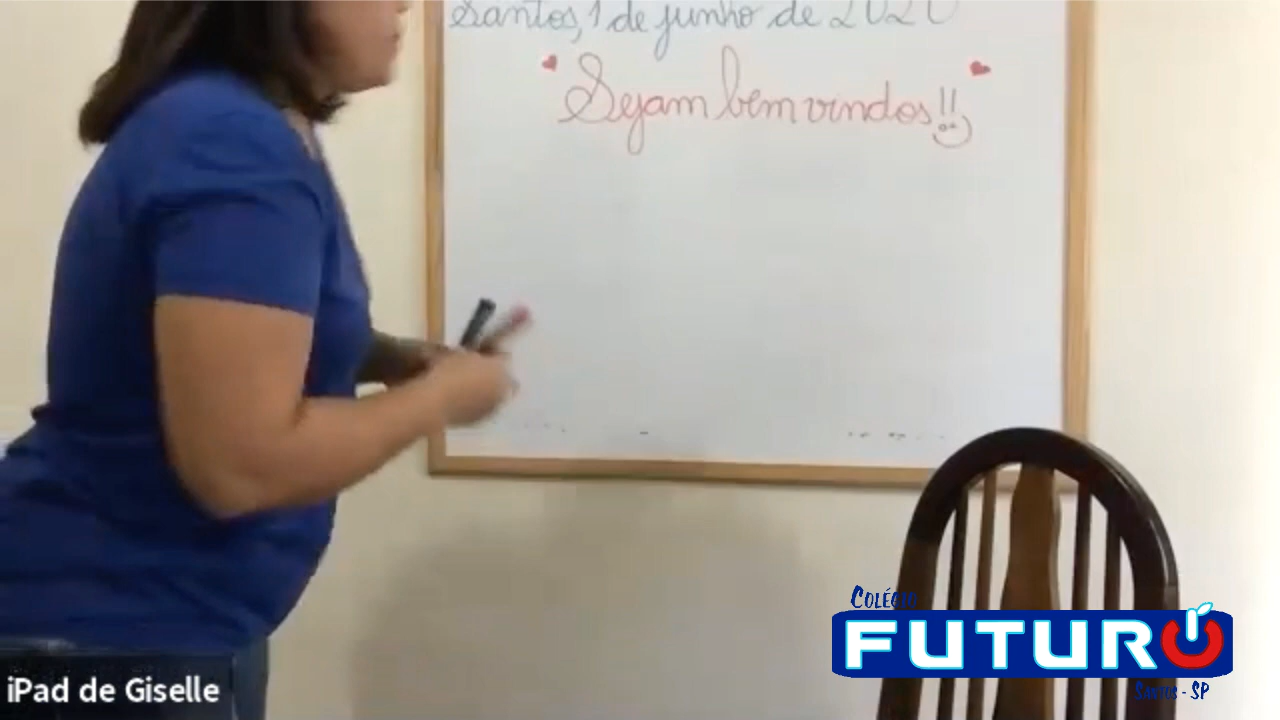 Santos, 1 de junho de 2020
Sejam bem vindos!!
COLÉGIO
FUTURO
SANTOS - SP
iPad de Giselle